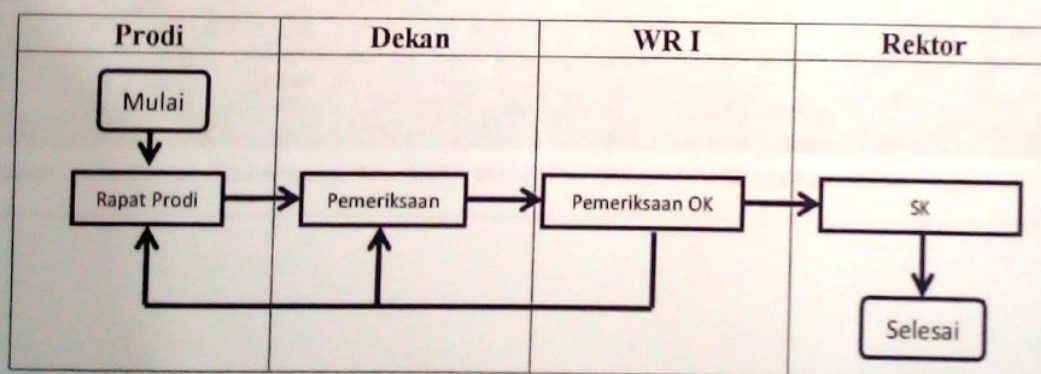 Prodi
Dekan
WR I
Rektor
Mulai
Rapat Prodi
Pemeriksaan
Pemeriksaan OK
SK
Selesai